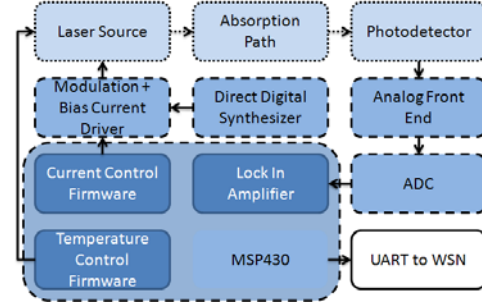 Laser Source
Absorption
Path
Photodetector
Modulation +
Bias Current
Driver
Direct Digital
Synthesizer
Analog Front
End
Current Control
Firmware
Lock In
Amplifier
ADC
Temperature
Control
Firmware
MSP430
UART to WSN